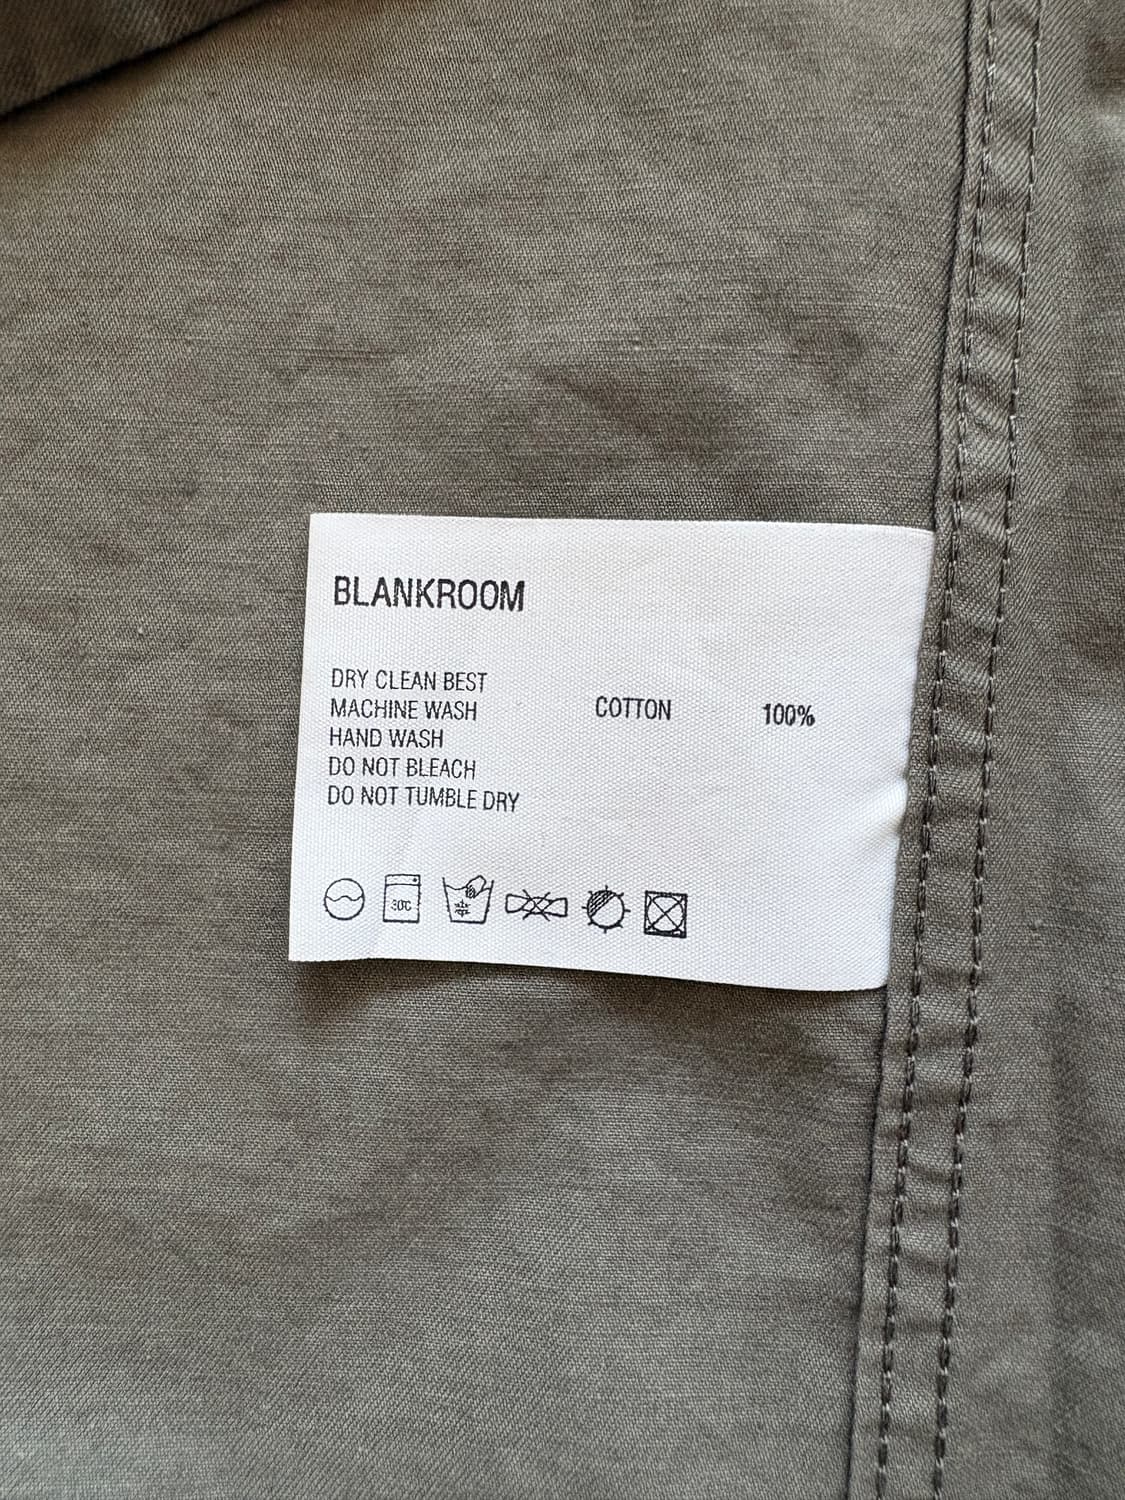 BLANKROOM
DRY CLEAN BEST
MACHINE WASH
HAND WASH
DO NOT BLEACH
DO NOT TUMBLE DRY
COTTON 100%
30℃